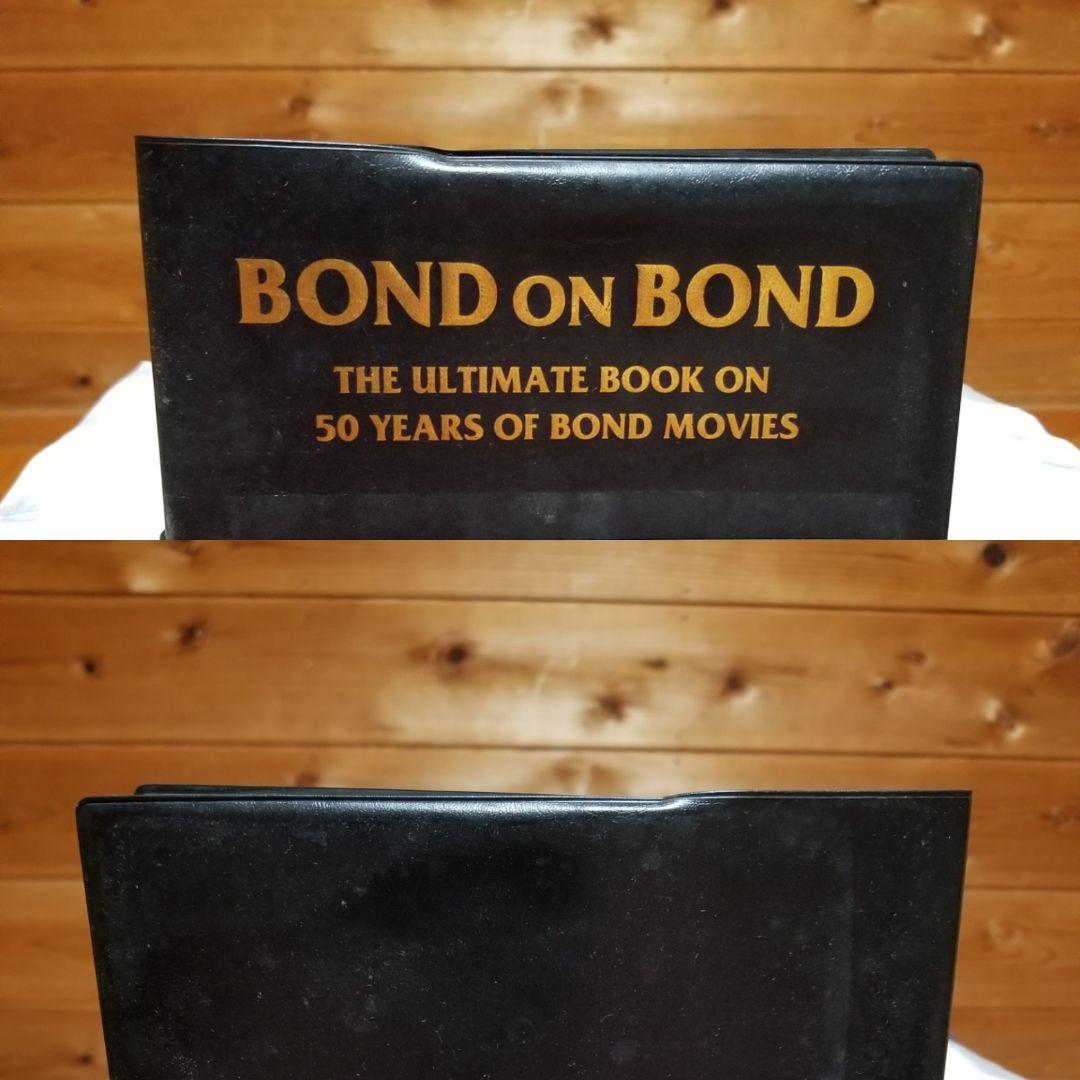 BOND ON BOND
THE ULTIMATE BOOK ON
50 YEARS OF BOND MOVIES